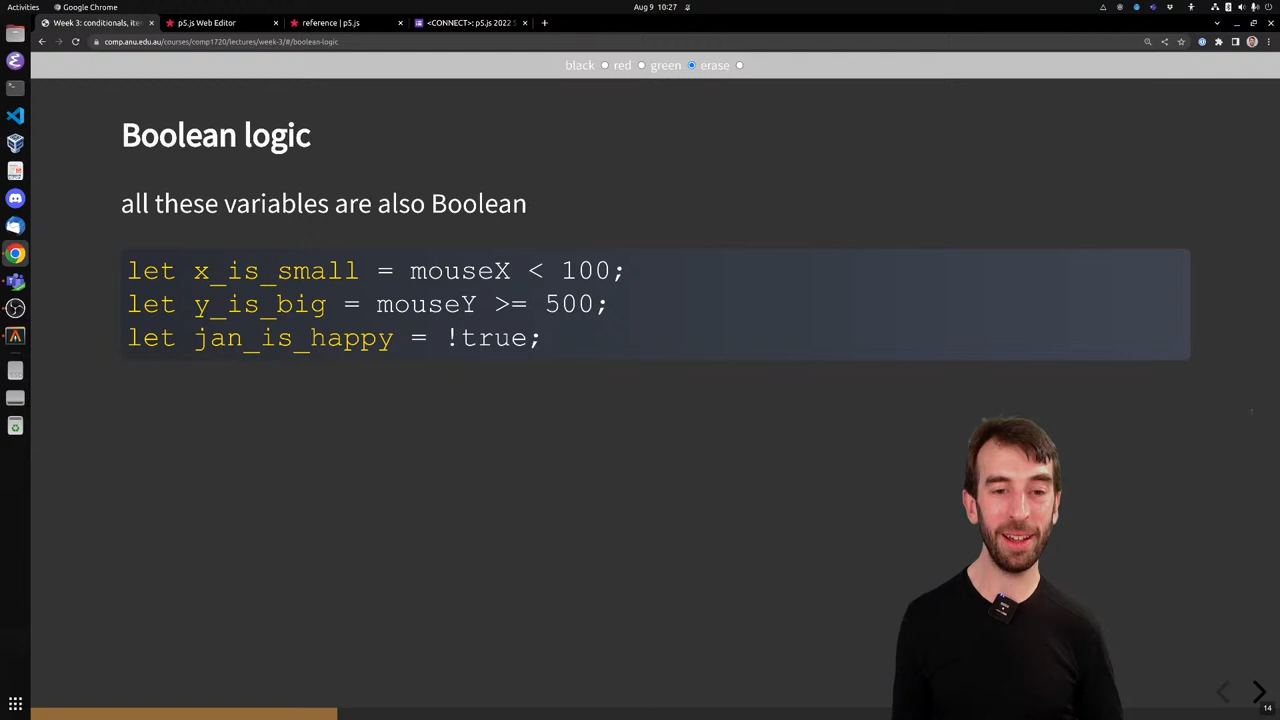 Activities
Google Chrome
Aug 9 10:27
Week 3: conditionals, ite
p5.js Web Editor
reference | p5.js
<CONNECT>: p5.js 2022 S
comp.anu.edu.au/courses/comp1720/lectures/week-3/#/boolean-logic
black red green erase
Boolean logic
all these variables are also Boolean
let x_is_small = mouseX < 100;
let y_is_big = mouseY >= 500;
let jan_is_happy = !true;
14